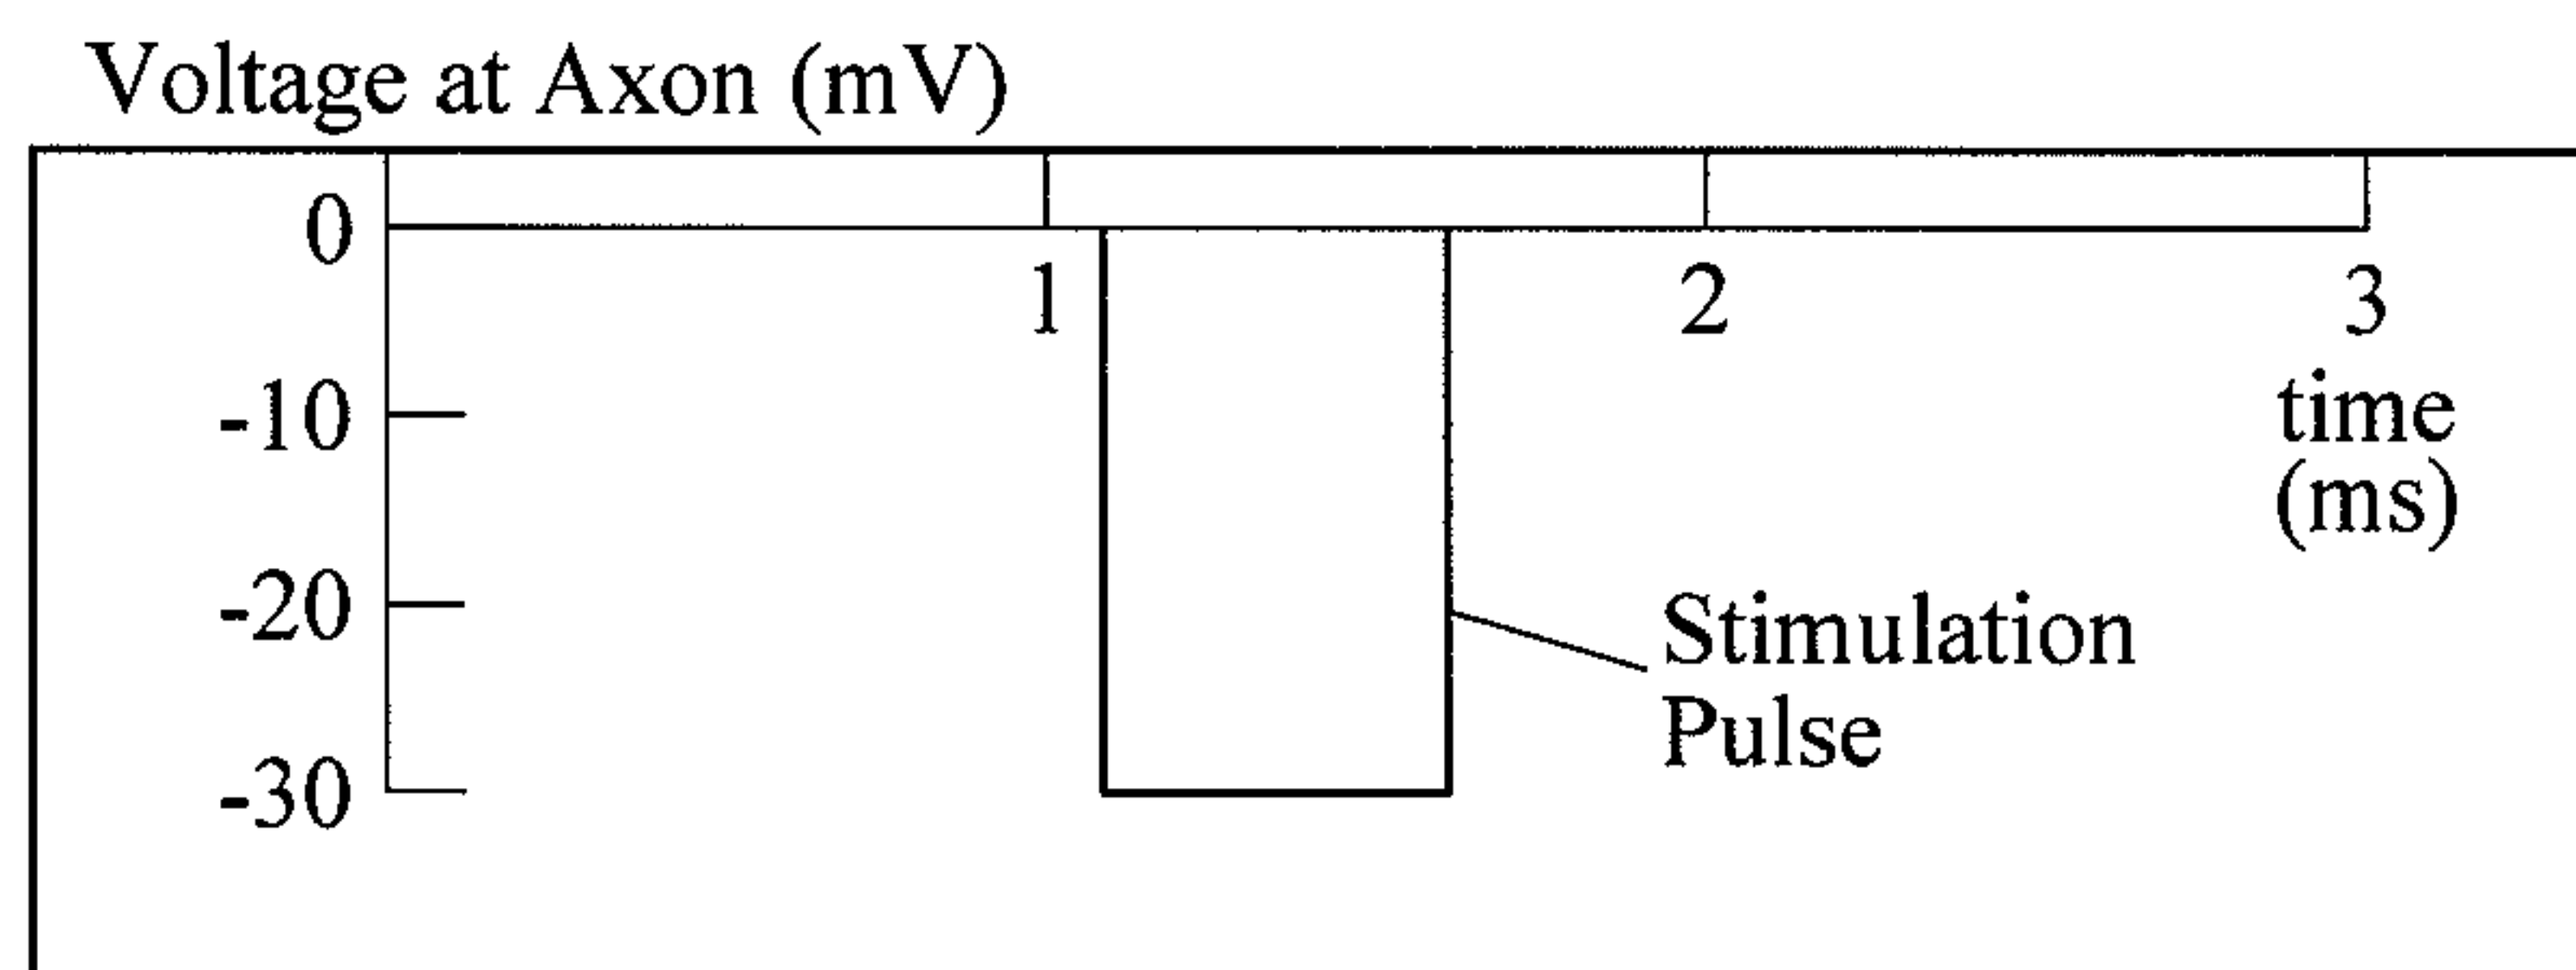 Voltage at Axon (mV)
0
1
2
3
-10
time
(ms)
-20
Stimulation
Pulse
-30